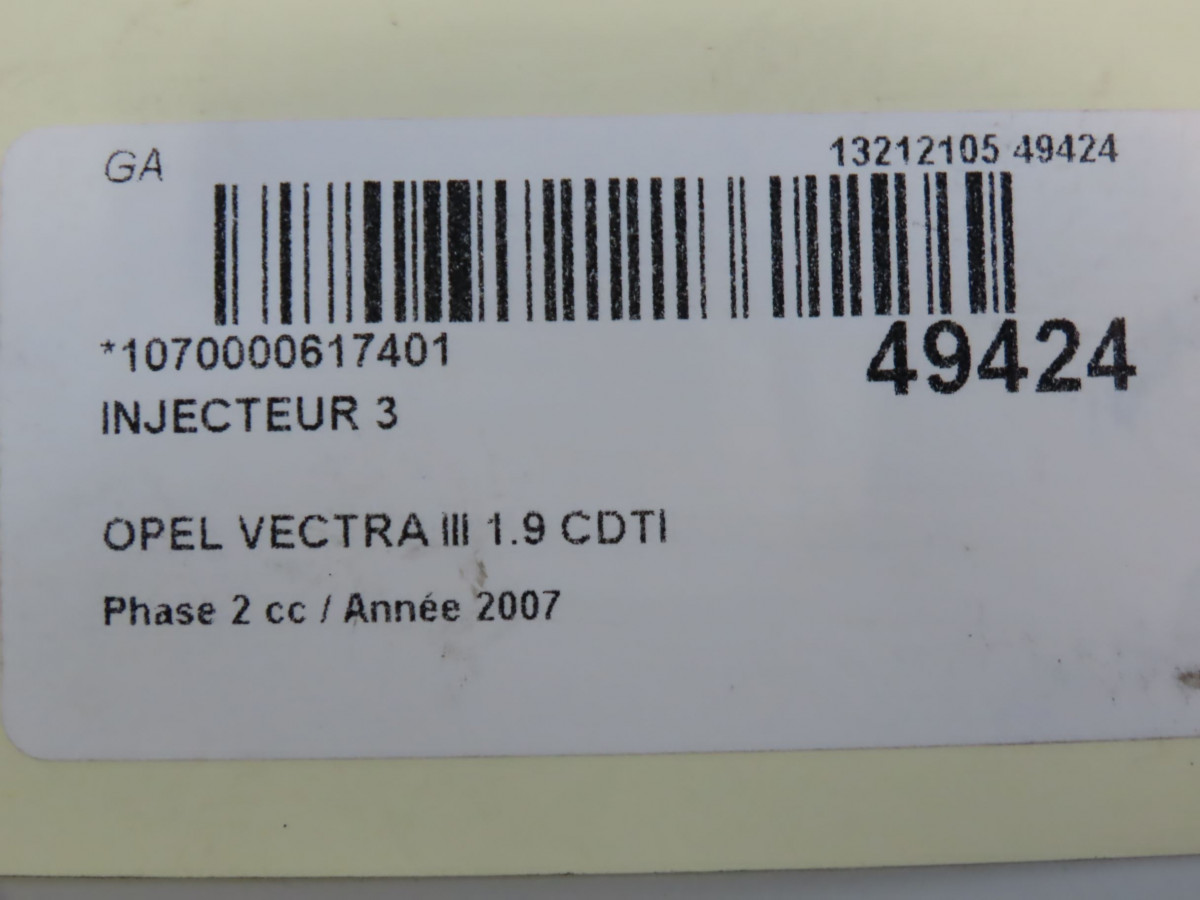 GA
13212105 49424
*1070000617401
49424
INJECTEUR 3
OPEL VECTRA III 1.9 CDTI
Phase 2 cc / Année 2007